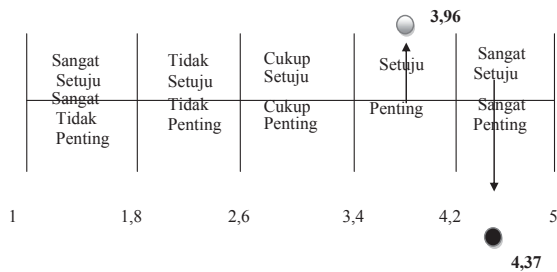 3,96
Sangat Setuju
Tidak Setuju
Cukup Setuju
Setuju
Sangat Setuju
Sangat Tidak Penting
Tidak Penting
Cukup Penting
Penting
Sangat Penting
1
1,8
2,6
3,4
4,2
5
4,37